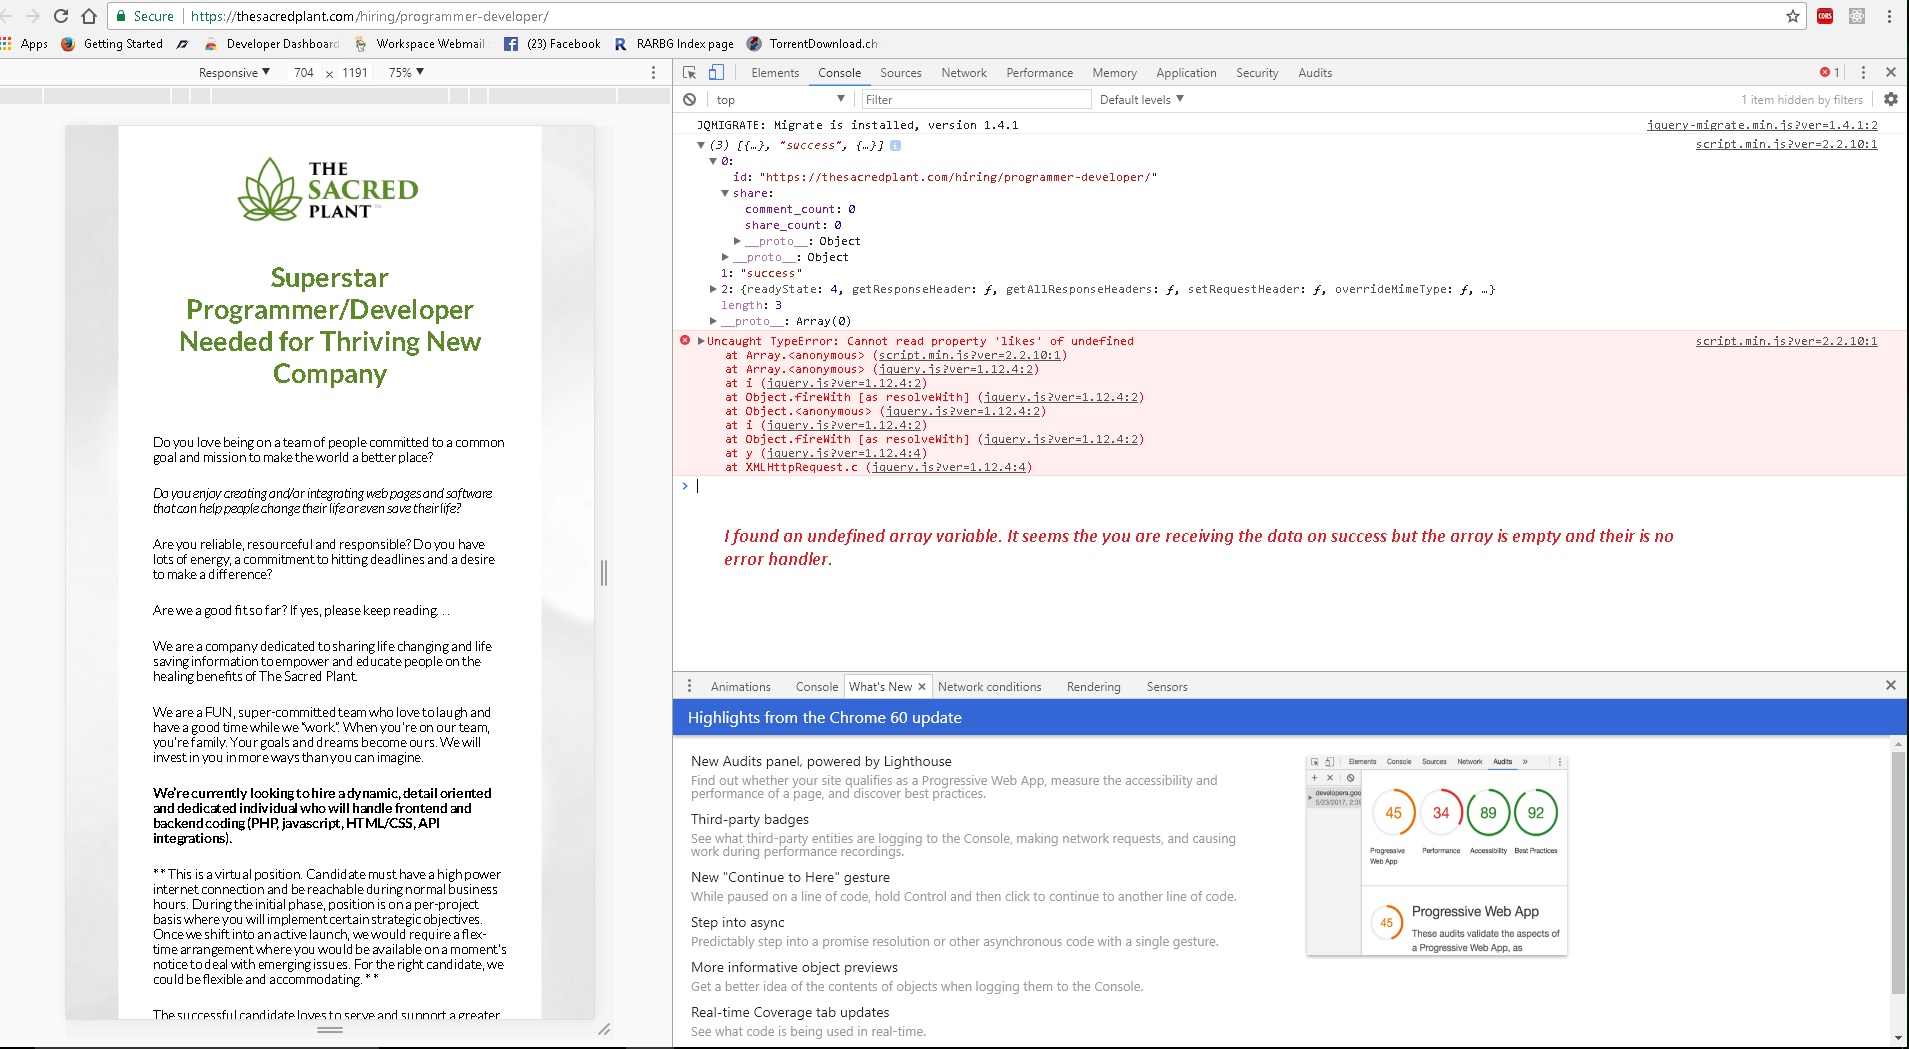 Secure https://thesacredplant.com/hiring/programmer-developer/
CORS
Apps Getting Started Developer Dashboard Workspace Webmail (23) Facebook RARBG Index page TorrentDownload.ch
Responsive ▼ 704 × 1191 75% ▼
THE
SACRED
PLANT
Superstar
Programmer/Developer
Needed for Thriving New
Company
Do you love being on a team of people committed to a common
goal and mission to make the world a better place?
Do you enjoy creating and/or integrating web pages and software
that can help people change their life or even save their life?
Are you reliable, resourceful and responsible? Do you have
lots of energy, a commitment to hitting deadlines and a desire
to make a difference?
Are we a good fit so far? If yes, please keep reading. . .
We are a company dedicated to sharing life changing and life
saving information to empower and educate people on the
healing benefits of The Sacred Plant.
We are a FUN, super-committed team who love to laugh and
have a good time while we “work”. When you’re on our team,
you’re family. Your goals and dreams become ours. We will
invest in you in more ways than you can imagine.
We’re currently looking to hire a dynamic, detail oriented
and dedicated individual who will handle frontend and
backend coding (PHP, javascript, HTML/CSS, API
integrations).
** This is a virtual position. Candidate must have a high power
internet connection and be reachable during normal business
hours. During the initial phase, position is on a per-project
basis where you will implement certain strategic objectives.
Once we shift into an active launch, we would require a flex-
time arrangement where you would be available on a moment’s
notice to deal with emerging issues. For the right candidate, we
could be flexible and accommodating. **
The successful candidate loves to serve and support a greater
Elements Console Sources Network Performance Memory Application Security Audits 1
top ▼ Filter Default levels ▼ 1 item hidden by filters
JQMIGRATE: Migrate is installed, version 1.4.1 jquery-migrate.min.js?ver=1.4.1:2
▼ (3) [{…}, "success", {…}] script.min.js?ver=2.2.10:1
▼ 0:
id: "https://thesacredplant.com/hiring/programmer-developer/"
▼ share:
comment_count: 0
share_count: 0
▶ __proto__: Object
▶ __proto__: Object
1: "success"
▶ 2: {readyState: 4, getResponseHeader: ƒ, getAllResponseHeaders: ƒ, setRequestHeader: ƒ, overrideMimeType: ƒ, …}
length: 3
▶ __proto__: Array(0)
▶ Uncaught TypeError: Cannot read property 'likes' of undefined script.min.js?ver=2.2.10:1
at Array.<anonymous> (script.min.js?ver=2.2.10:1)
at Array.<anonymous> (jquery.js?ver=1.12.4:2)
at i (jquery.js?ver=1.12.4:2)
at Object.fireWith [as resolveWith] (jquery.js?ver=1.12.4:2)
at Object.<anonymous> (jquery.js?ver=1.12.4:2)
at i (jquery.js?ver=1.12.4:2)
at Object.fireWith [as resolveWith] (jquery.js?ver=1.12.4:2)
at y (jquery.js?ver=1.12.4:4)
at XMLHttpRequest.c (jquery.js?ver=1.12.4:4)
I found an undefined array variable. It seems the you are receiving the data on success but the array is empty and their is no
error handler.
Animations Console What's New × Network conditions Rendering Sensors
Highlights from the Chrome 60 update
New Audits panel, powered by Lighthouse
Find out whether your site qualifies as a Progressive Web App, measure the accessibility and
performance of a page, and discover best practices.
Third-party badges
See what third-party entities are logging to the Console, making network requests, and causing
work during performance recordings.
New "Continue to Here" gesture
While paused on a line of code, hold Control and then click to continue to another line of code.
Step into async
Predictably step into a promise resolution or other asynchronous code with a single gesture.
More informative object previews
Get a better idea of the contents of objects when logging them to the Console.
Real-time Coverage tab updates
See what code is being used in real-time.
Elements Console Sources Network Audits »
developers.goo
5/23/2017, 2:39
45 34 89 92
Progressive Performance Accessibility Best Practices
Web App
45 Progressive Web App
These audits validate the aspects of
a Progressive Web App, as